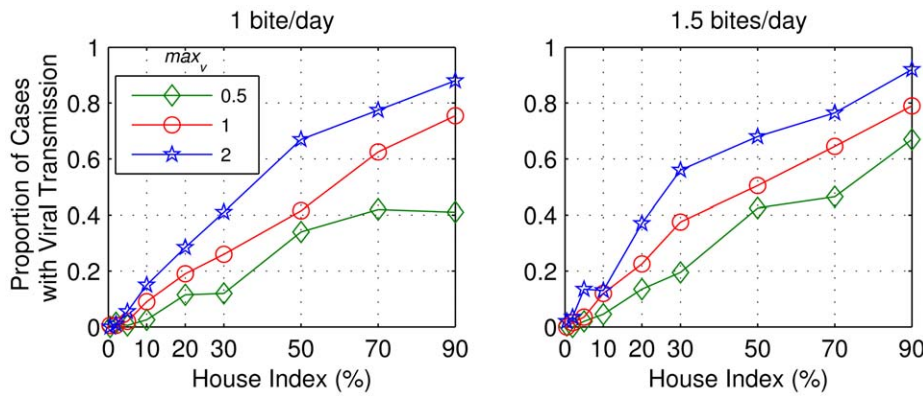 1 bite/day
1.5 bites/day
Proportion of Cases
with Viral Transmission
1
0.8
0.6
0.4
0.2
0
max_v
0.5
1
2
0 10 20 30 50 70 90
House Index (%)
1
0.8
0.6
0.4
0.2
0
0 10 20 30 50 70 90
House Index (%)